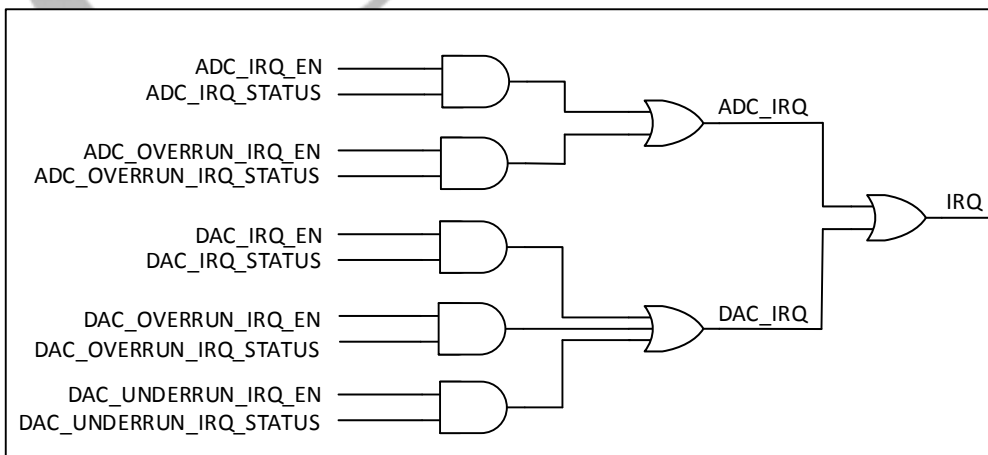 ADC_IRQ_EN
ADC_IRQ_STATUS
ADC_IRQ
ADC_OVERRUN_IRQ_EN
ADC_OVERRUN_IRQ_STATUS
IRQ
DAC_IRQ_EN
DAC_IRQ_STATUS
DAC_OVERRUN_IRQ_EN
DAC_IRQ
DAC_OVERRUN_IRQ_STATUS
DAC_UNDERRUN_IRQ_EN
DAC_UNDERRUN_IRQ_STATUS